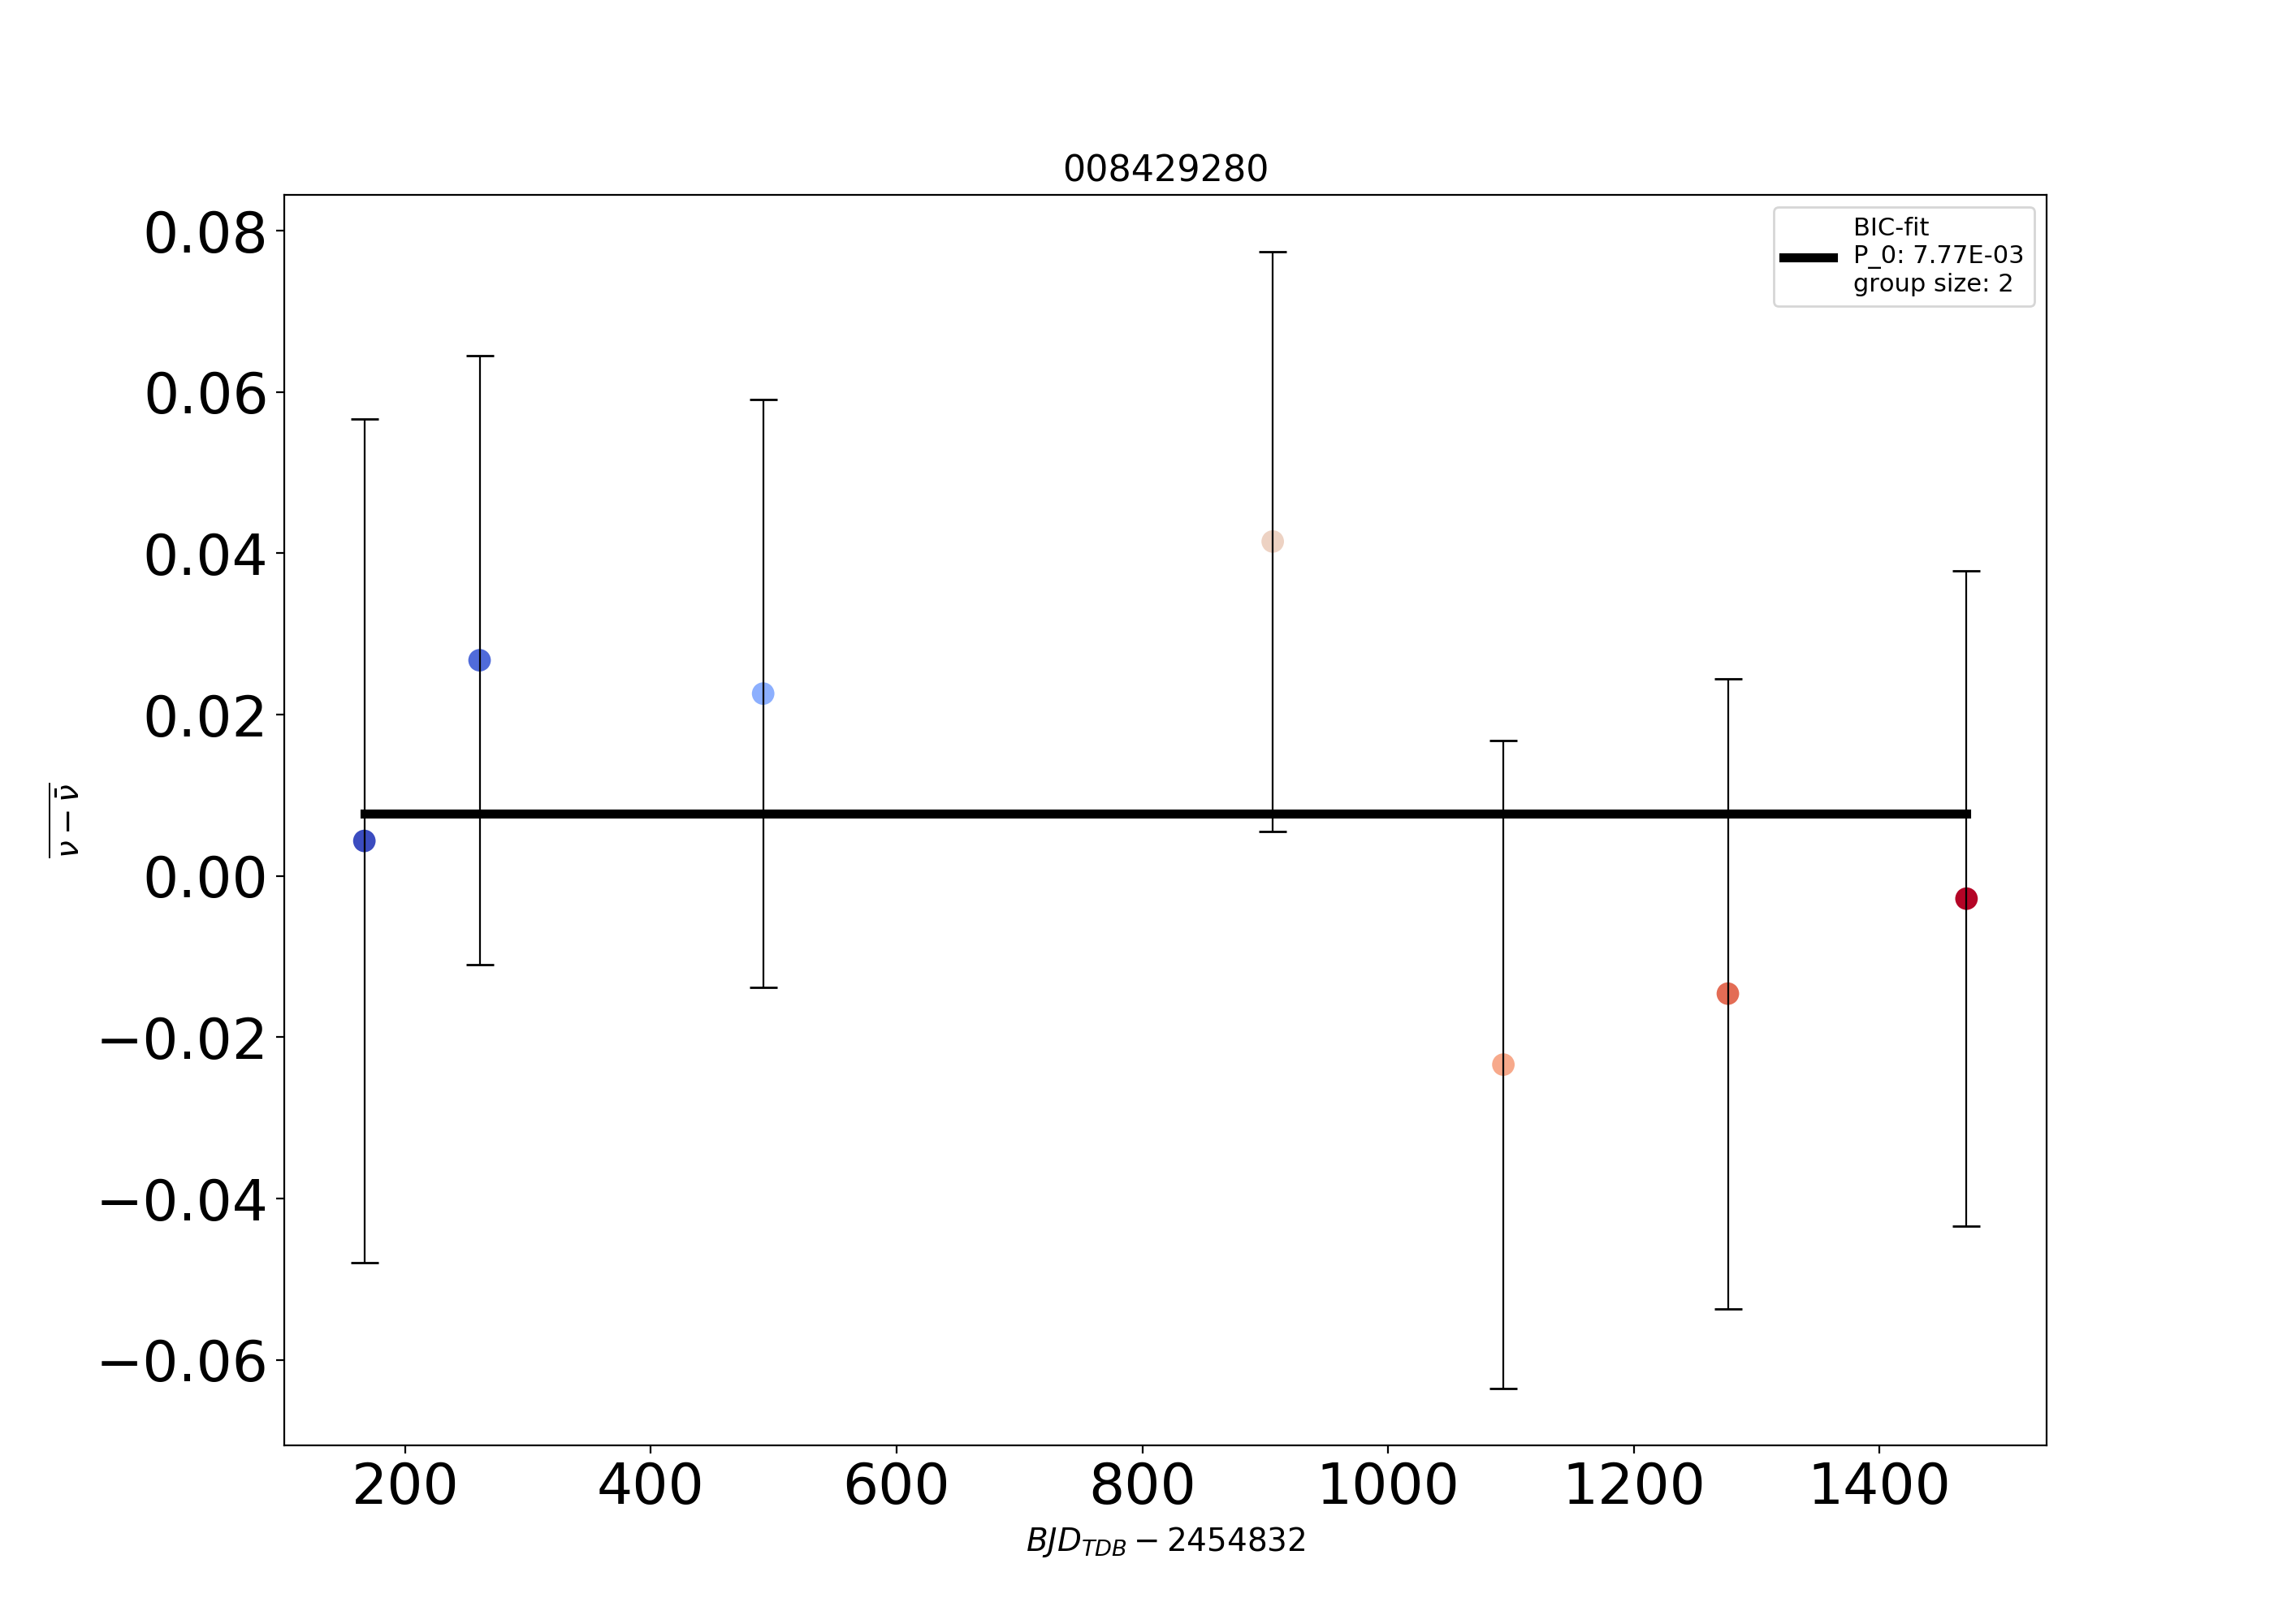 008429280
BIC-fit
P_0: 7.77E-03
group size: 2
0.08
0.06
0.04
0.02
0.00
−0.02
−0.04
−0.06
ν − ν̄
200 400 600 800 1000 1200 1400
BJD_TDB − 2454832